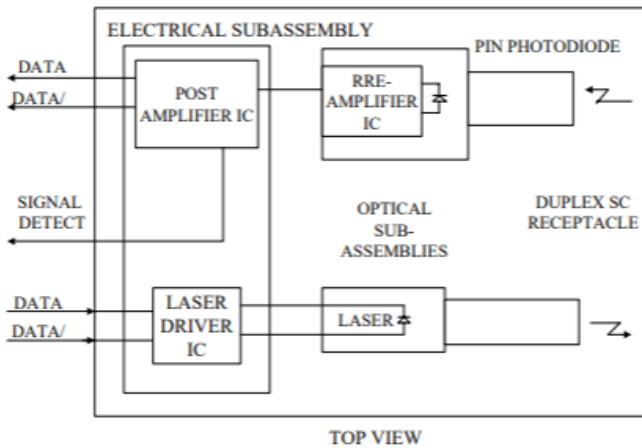 ELECTRICAL SUBASSEMBLY
PIN PHOTODIODE
DATA
DATA/
POST
AMPLIFIER IC
RRE-
AMPLIFIER
IC
SIGNAL
DETECT
OPTICAL
SUB-
ASSEMBLIES
DUPLEX SC
RECEPTACLE
DATA
DATA/
LASER
DRIVER
IC
LASER
TOP VIEW